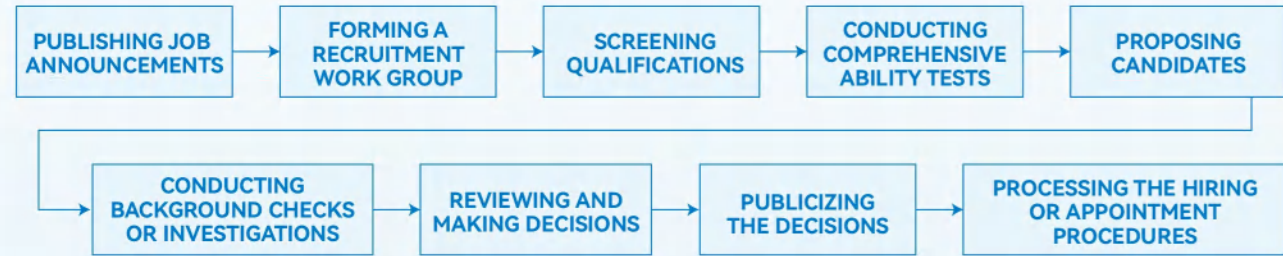 PUBLISHING JOB
ANNOUNCEMENTS
FORMING A
RECRUITMENT
WORK GROUP
SCREENING
QUALIFICATIONS
CONDUCTING
COMPREHENSIVE
ABILITY TESTS
PROPOSING
CANDIDATES
CONDUCTING
BACKGROUND CHECKS
OR INVESTIGATIONS
REVIEWING AND
MAKING DECISIONS
PUBLICIZING
THE DECISIONS
PROCESSING THE HIRING
OR APPOINTMENT
PROCEDURES